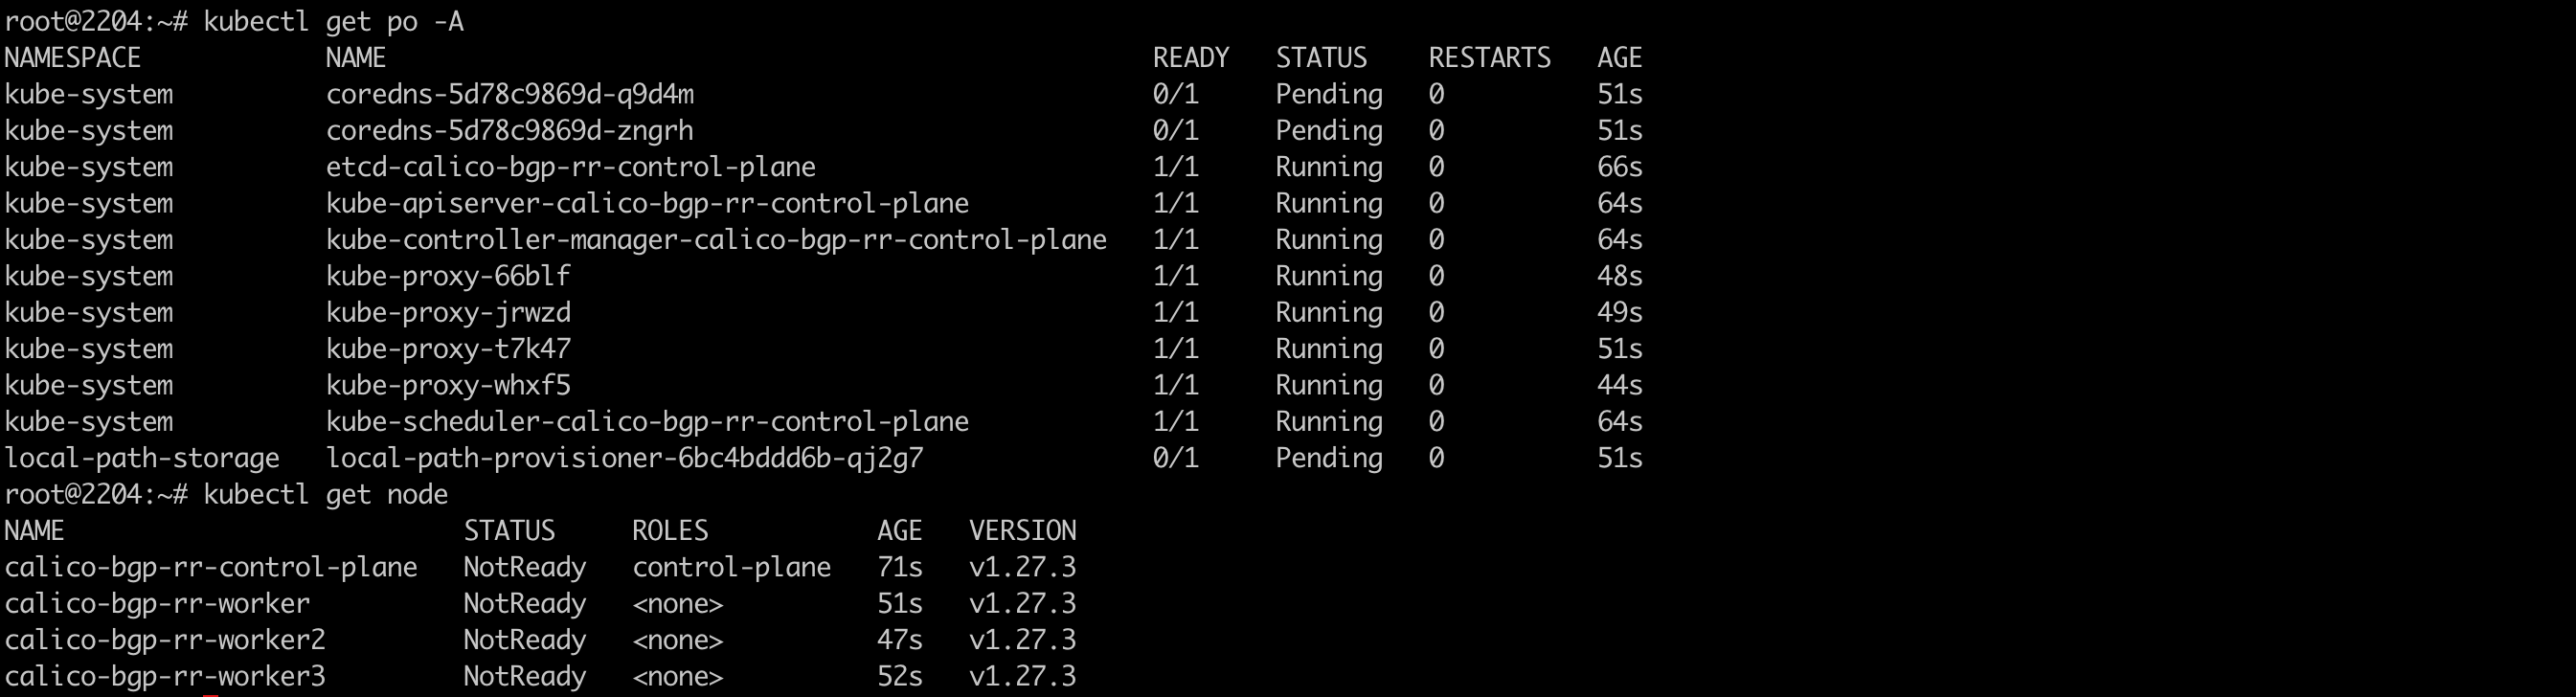 root@2204:~# kubectl get po -A
NAMESPACE            NAME                                                  READY   STATUS    RESTARTS   AGE
kube-system          coredns-5d78c9869d-q9d4m                              0/1     Pending   0          51s
kube-system          coredns-5d78c9869d-zngrh                              0/1     Pending   0          51s
kube-system          etcd-calico-bgp-rr-control-plane                      1/1     Running   0          66s
kube-system          kube-apiserver-calico-bgp-rr-control-plane            1/1     Running   0          64s
kube-system          kube-controller-manager-calico-bgp-rr-control-plane   1/1     Running   0          64s
kube-system          kube-proxy-66blf                                      1/1     Running   0          48s
kube-system          kube-proxy-jrwzd                                      1/1     Running   0          49s
kube-system          kube-proxy-t7k47                                      1/1     Running   0          51s
kube-system          kube-proxy-whxf5                                      1/1     Running   0          44s
kube-system          kube-scheduler-calico-bgp-rr-control-plane            1/1     Running   0          64s
local-path-storage   local-path-provisioner-6bc4bddd6b-qj2g7               0/1     Pending   0          51s
root@2204:~# kubectl get node
NAME                          STATUS     ROLES           AGE   VERSION
calico-bgp-rr-control-plane   NotReady   control-plane   71s   v1.27.3
calico-bgp-rr-worker          NotReady   <none>          51s   v1.27.3
calico-bgp-rr-worker2         NotReady   <none>          47s   v1.27.3
calico-bgp-rr-worker3         NotReady   <none>          52s   v1.27.3